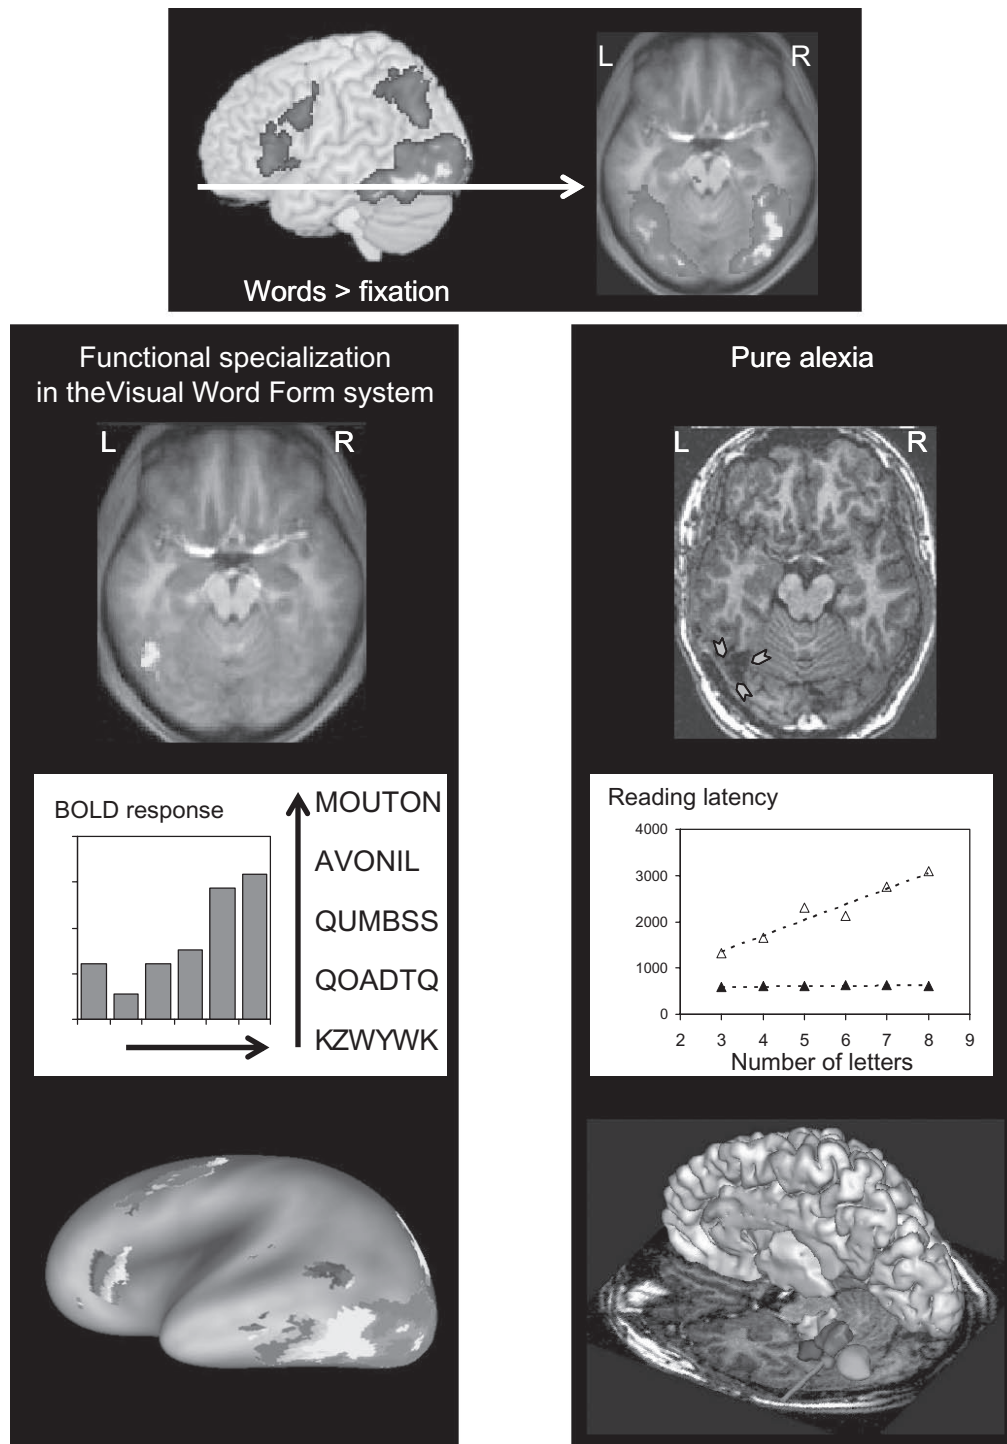 L R
Words > fixation
Functional specialization
in theVisual Word Form system
L R
BOLD response
MOUTON
AVONIL
QUMBSS
QOADTQ
KZWYWK
Pure alexia
L R
Reading latency
4000
3000
2000
1000
0
2 3 4 5 6 7 8 9
Number of letters